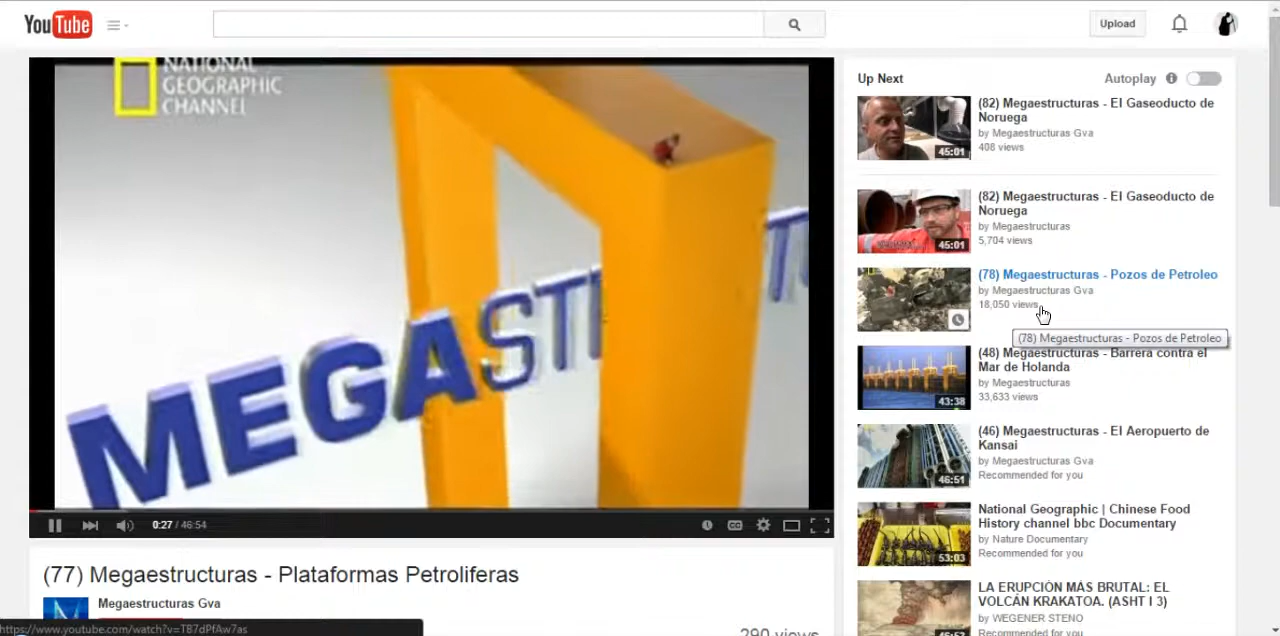 YouTube
Upload
NATIONAL
GEOGRAPHIC
CHANNEL
MEGAST
0:27 / 46:54
(77) Megaestructuras - Plataformas Petroliferas
Megaestructuras Gva
290 views
https://www.youtube.com/watch?v=T87dPfAw7as
Up Next
Autoplay
(82) Megaestructuras - El Gaseoducto de
Noruega
by Megaestructuras Gva
408 views
45:01
(82) Megaestructuras - El Gaseoducto de
Noruega
by Megaestructuras
5,704 views
45:01
(78) Megaestructuras - Pozos de Petroleo
by Megaestructuras Gva
18,050 views
(78) Megaestructuras - Pozos de Petroleo
(48) Megaestructuras - Barrera contra el
Mar de Holanda
by Megaestructuras
33,633 views
43:38
(46) Megaestructuras - El Aeropuerto de
Kansai
by Megaestructuras Gva
Recommended for you
46:51
National Geographic | Chinese Food
History channel bbc Documentary
by Nature Documentary
Recommended for you
53:03
LA ERUPCIÓN MÁS BRUTAL: EL
VOLCÁN KRAKATOA. (ASHT I 3)
by WEGENER STENO
Recommended for you